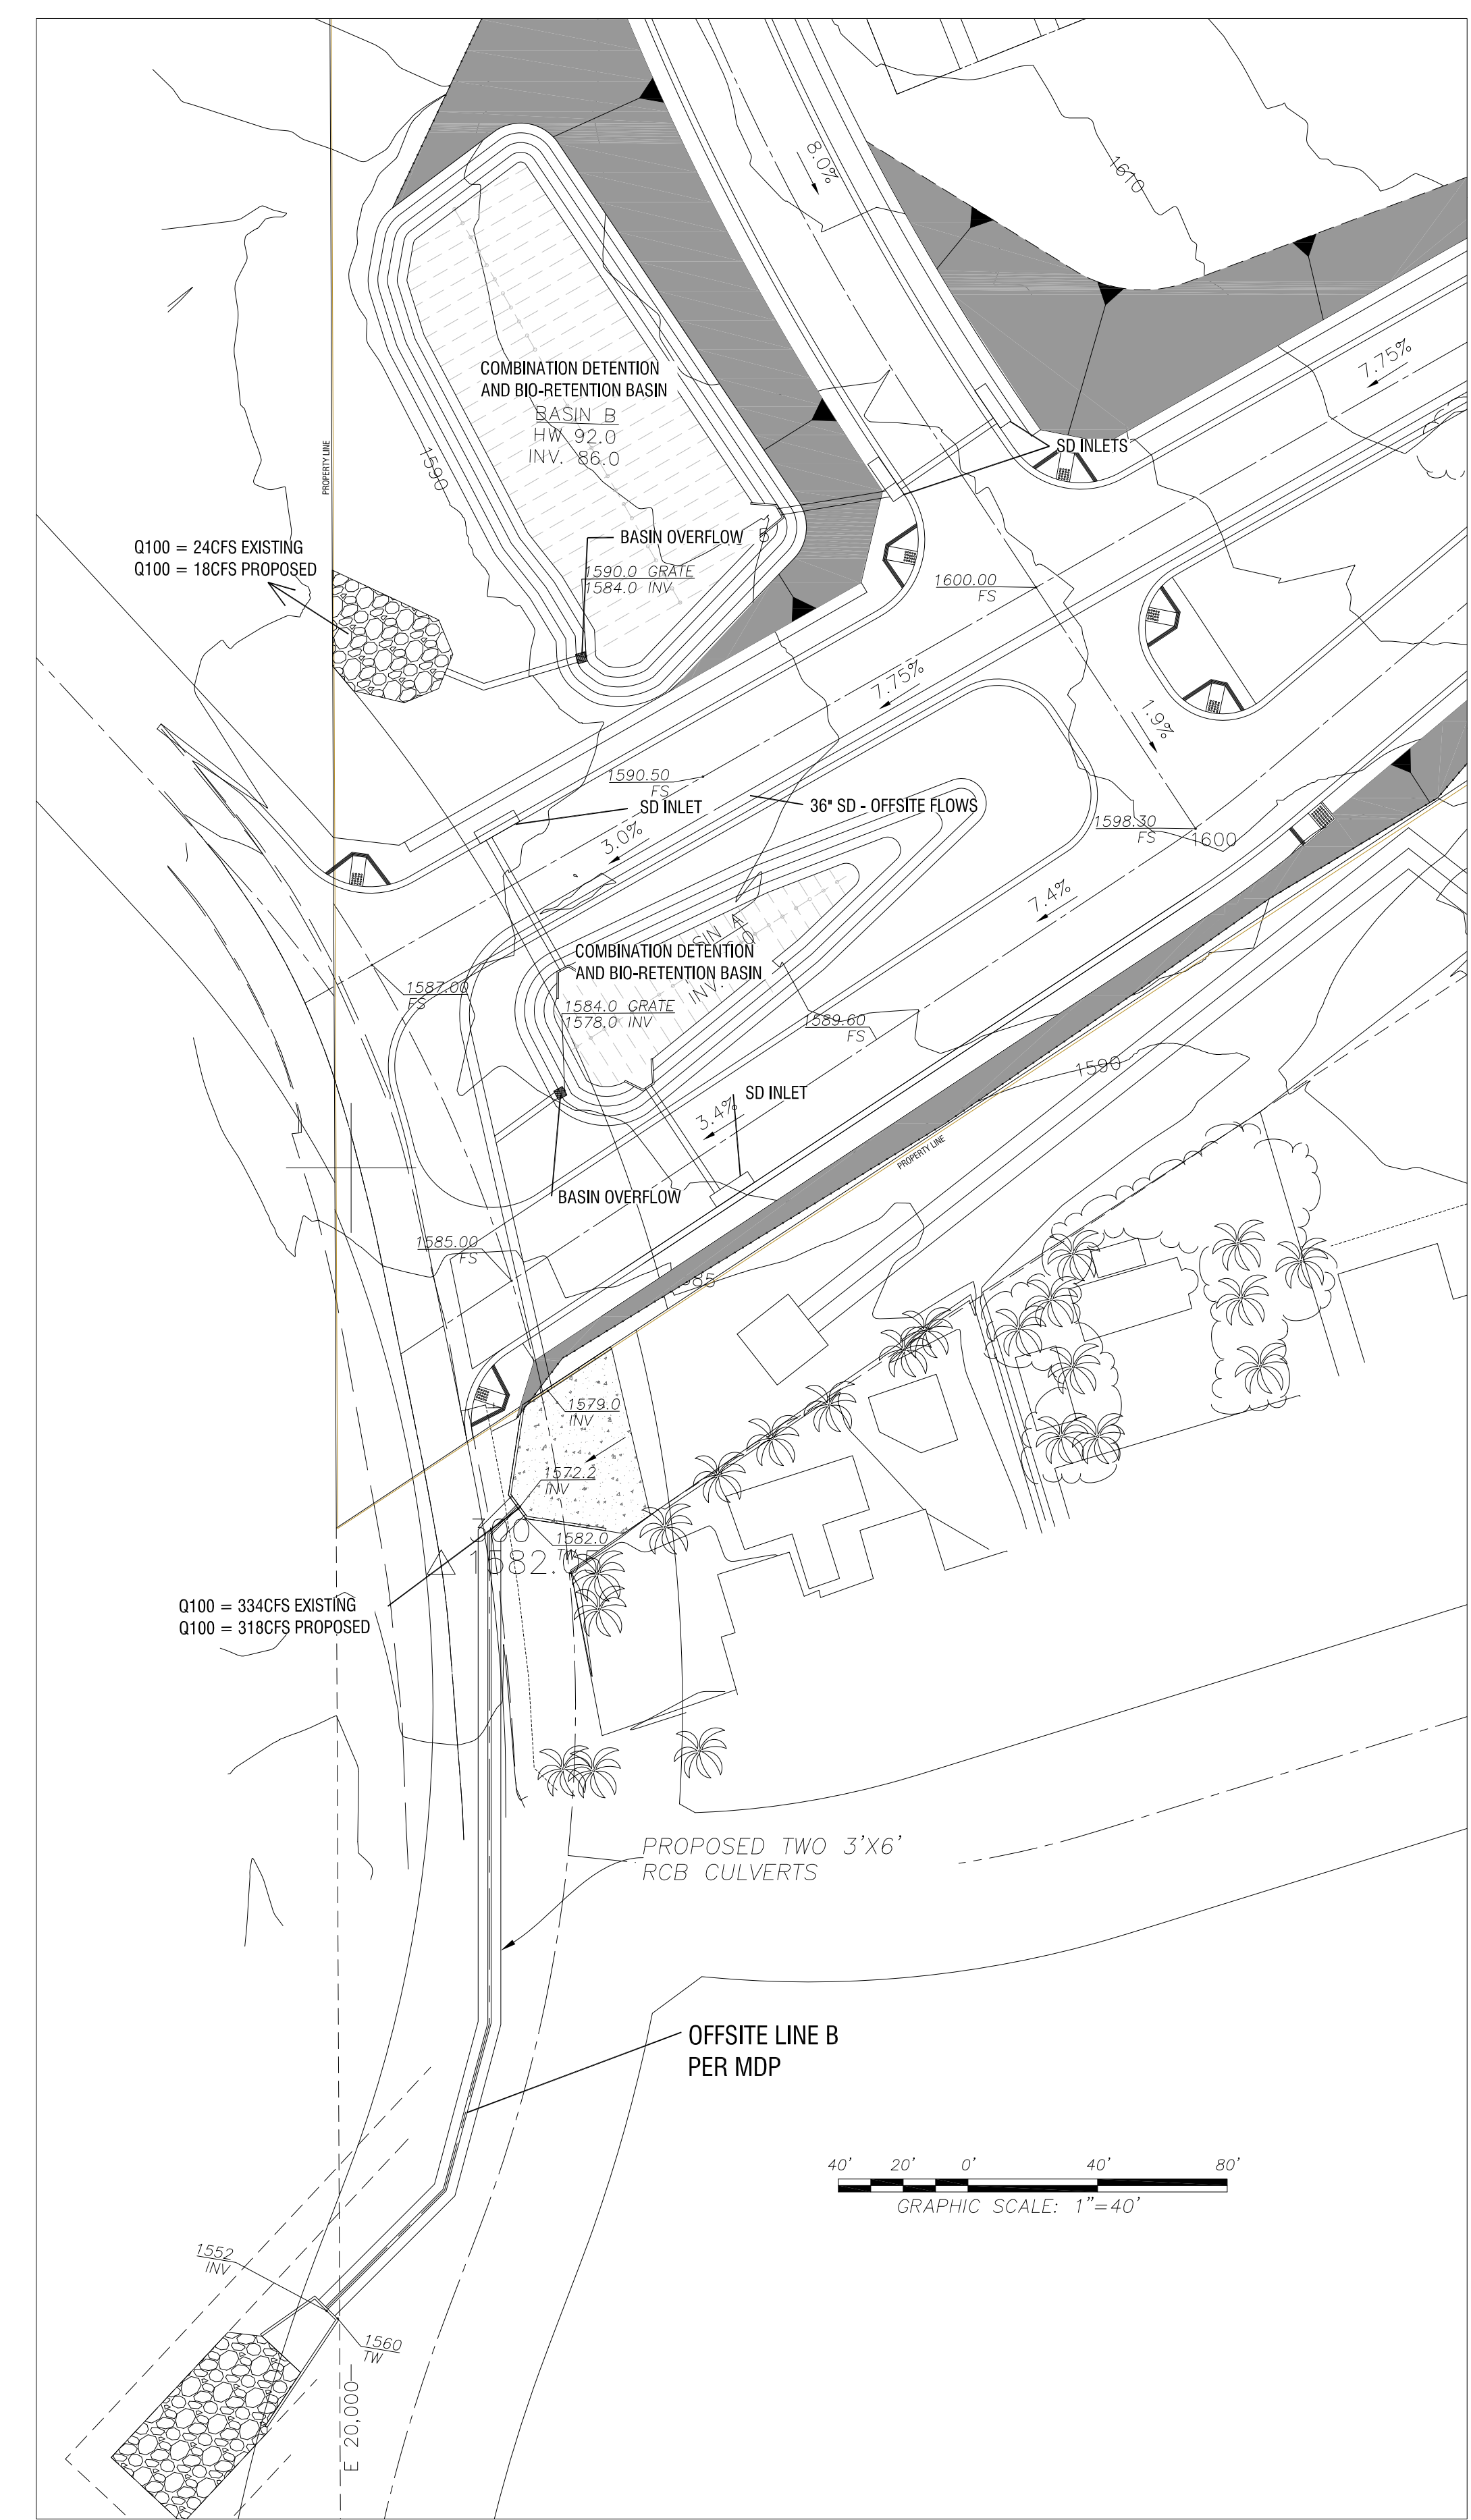 8.0%
1610
7.75%
COMBINATION DETENTION
AND BIO-RETENTION BASIN
BASIN B
HW 92.0
INV. 86.0
SD INLETS
PROPERTY LINE
1590
BASIN OVERFLOW
1590.0 GRATE
1584.0 INV
Q100 = 24CFS EXISTING
Q100 = 18CFS PROPOSED
1600.00
FS
7.75%
1.9%
1590.50
FS
SD INLET
36" SD - OFFSITE FLOWS
3.0%
1598.30
FS
1600
7.4%
COMBINATION DETENTION
AND BIO-RETENTION BASIN
INV.
1587.00
FS
1584.0 GRATE
1578.0 INV
1589.60
FS
1590
SD INLET
3.4%
PROPERTY LINE
BASIN OVERFLOW
1585.00
FS
1579.0
INV
1572.2
INV
300
1582.0
TW
Q100 = 334CFS EXISTING
Q100 = 318CFS PROPOSED
PROPOSED TWO 3'X6'
RCB CULVERTS
OFFSITE LINE B
PER MDP
40' 20' 0' 40' 80'
GRAPHIC SCALE: 1"=40'
1552
INV
1560
TW
E 20,000